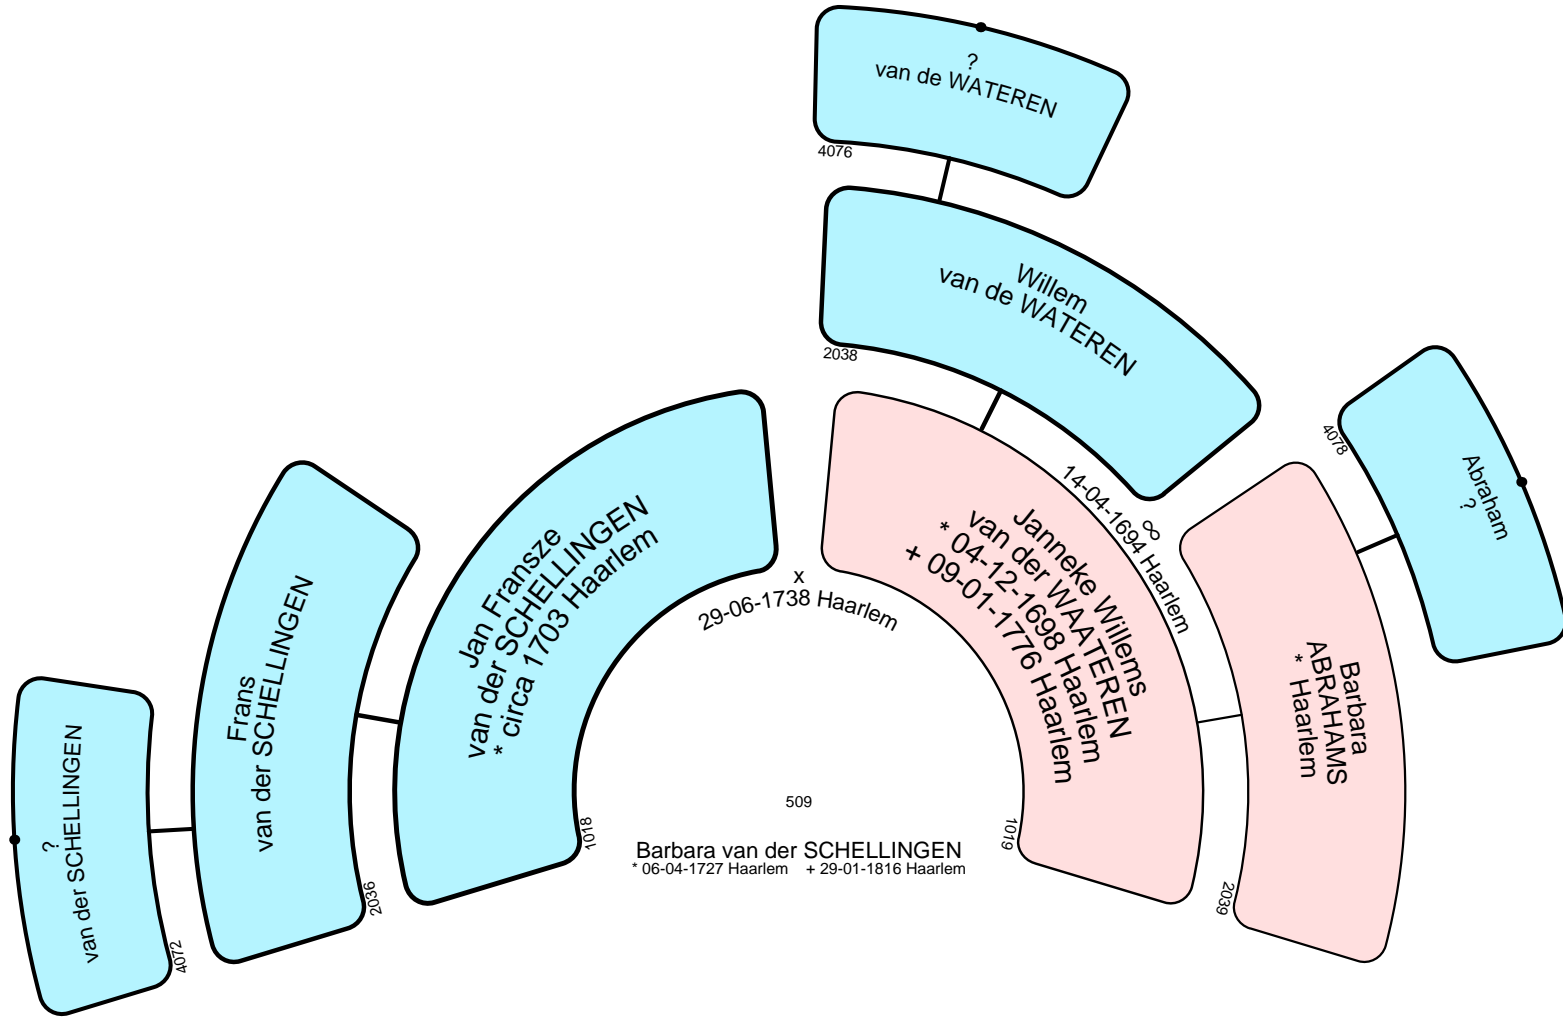 ?
van de WATEREN
4076
Willem
van de WATEREN
2038
Abraham
?
4078
∞
14-04-1694 Haarlem
Jan Fransze
van der SCHELLINGEN
* circa 1703 Haarlem
1018
x
29-06-1738 Haarlem
Janneke Willems
van der WAATEREN
* 04-12-1698 Haarlem
+ 09-01-1776 Haarlem
1019
Frans
van der SCHELLINGEN
2036
Barbara
ABRAHAMS
* Haarlem
2039
?
van der SCHELLINGEN
4072
509
Barbara van der SCHELLINGEN
* 06-04-1727 Haarlem + 29-01-1816 Haarlem